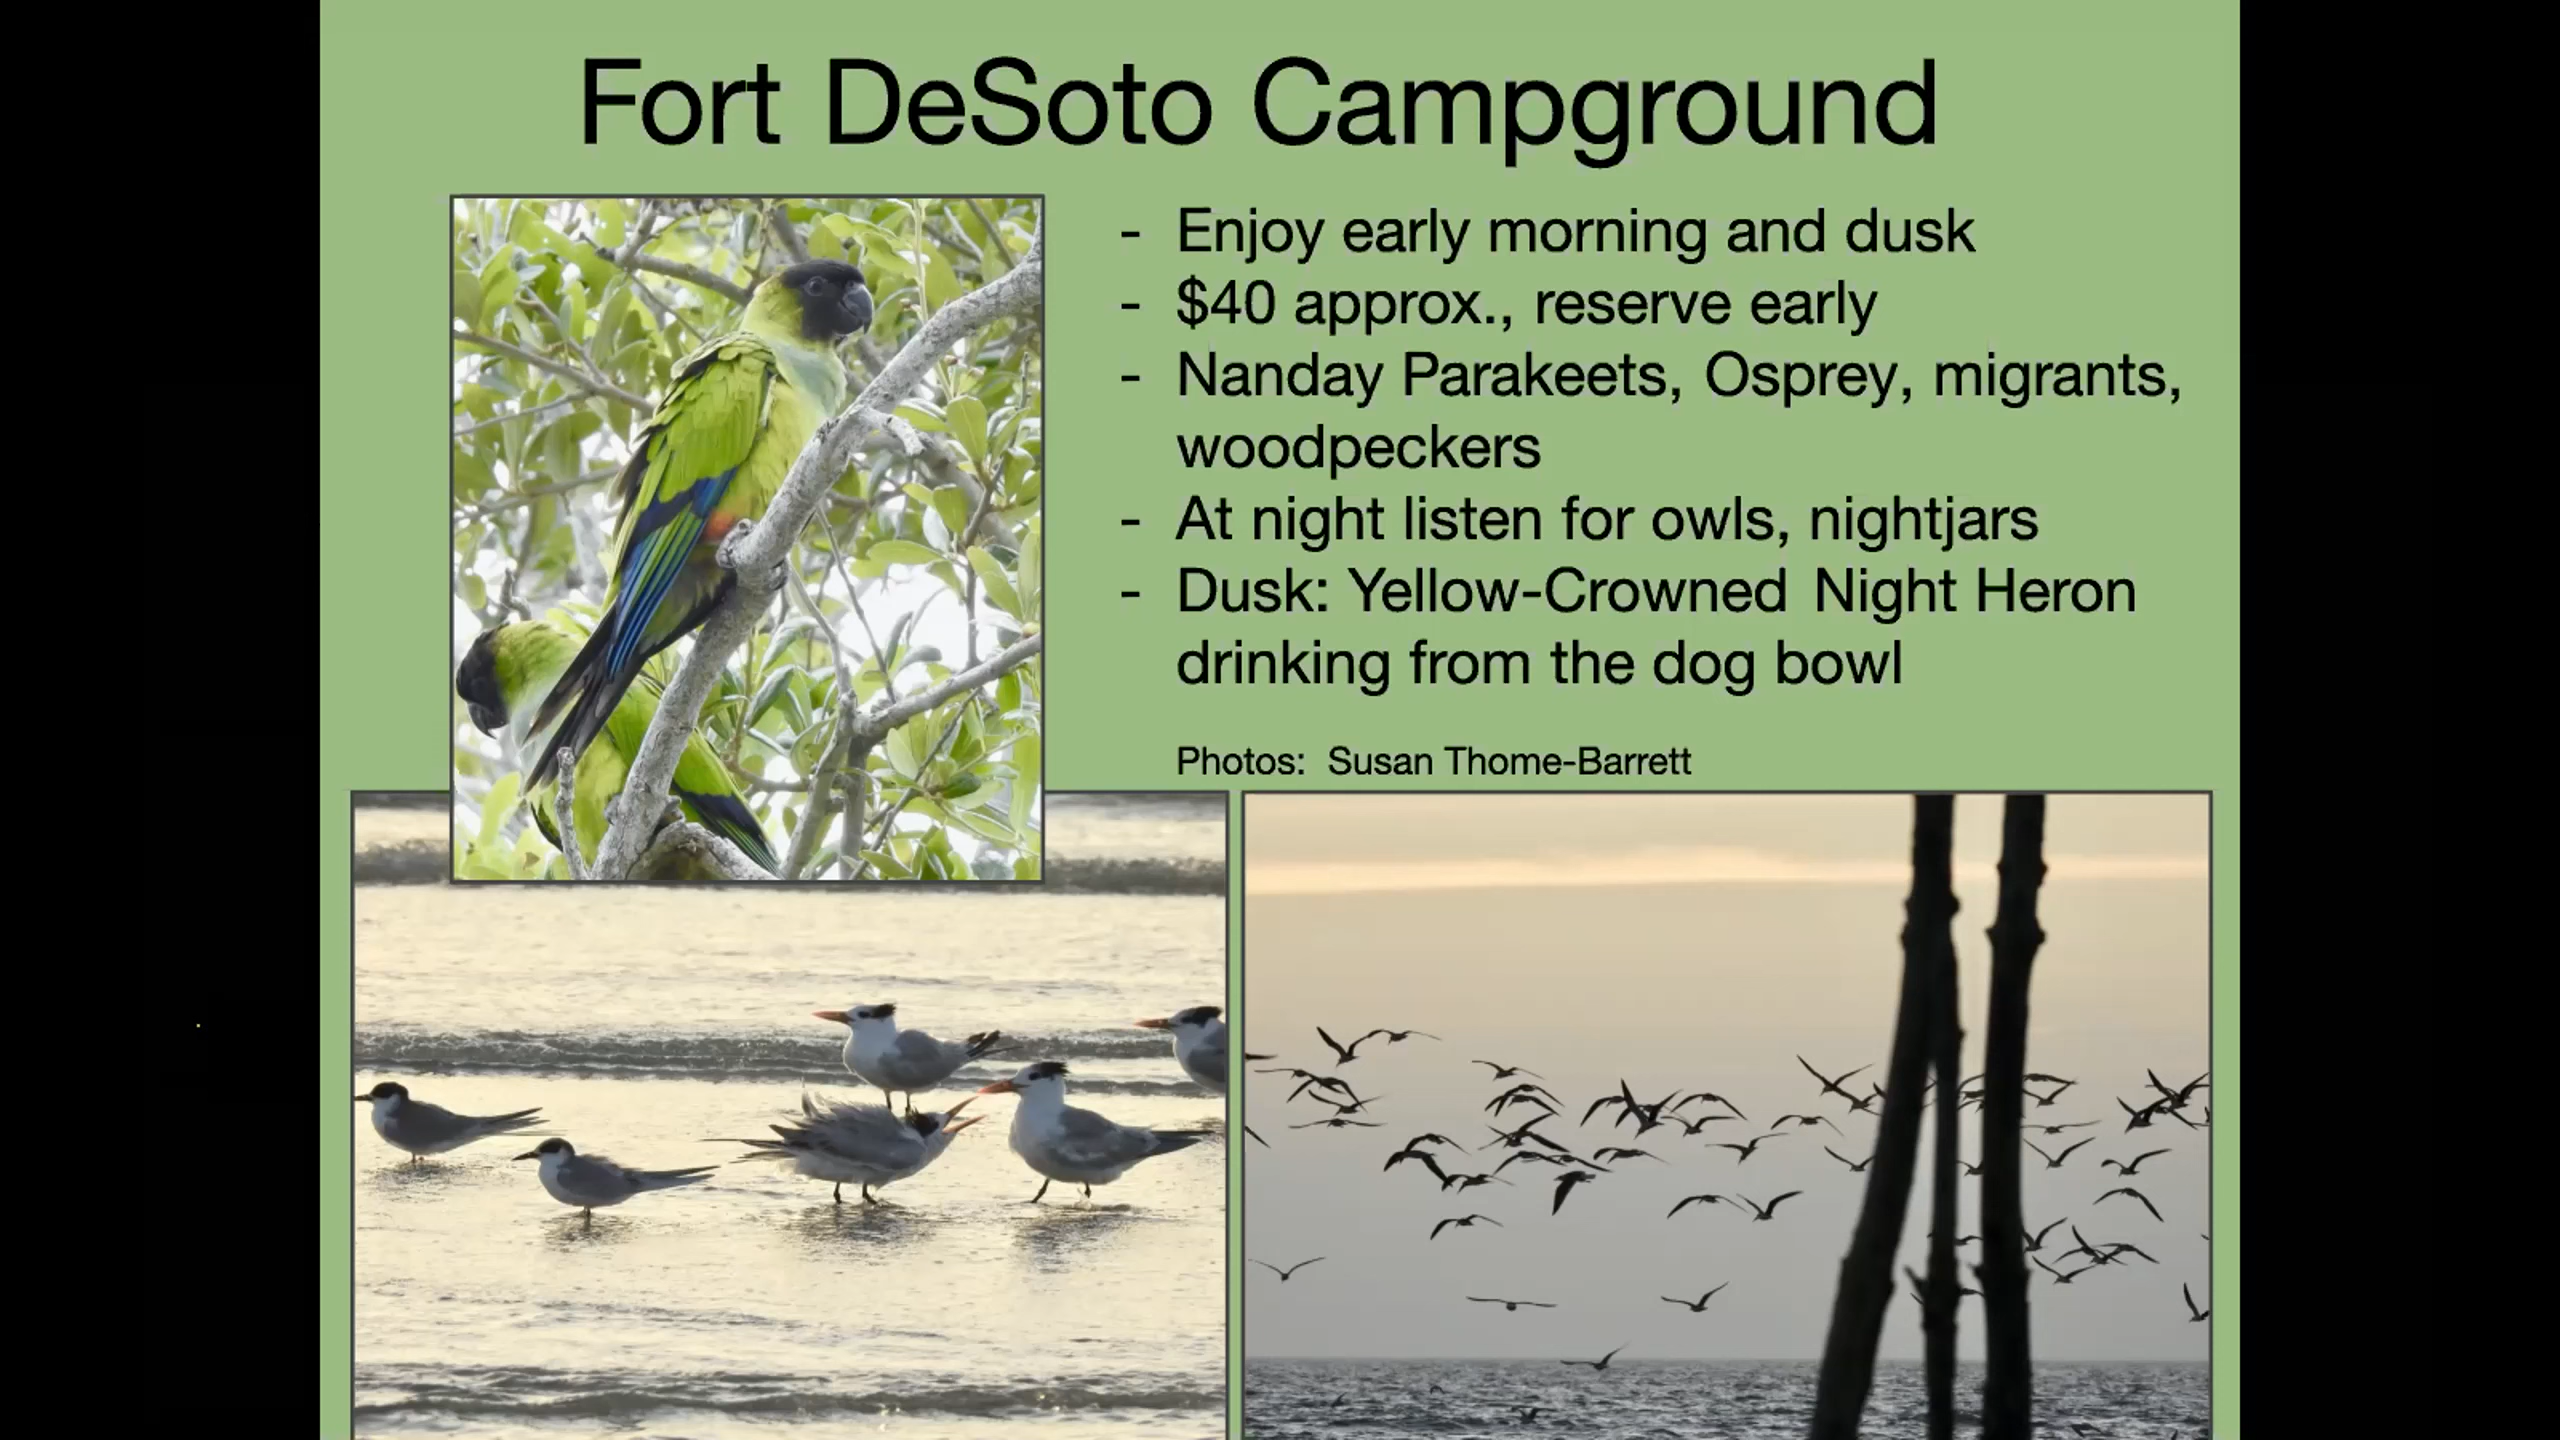 Fort DeSoto Campground
- Enjoy early morning and dusk
- $40 approx., reserve early
- Nanday Parakeets, Osprey, migrants,
woodpeckers
- At night listen for owls, nightjars
- Dusk: Yellow-Crowned Night Heron
drinking from the dog bowl
Photos: Susan Thome-Barrett